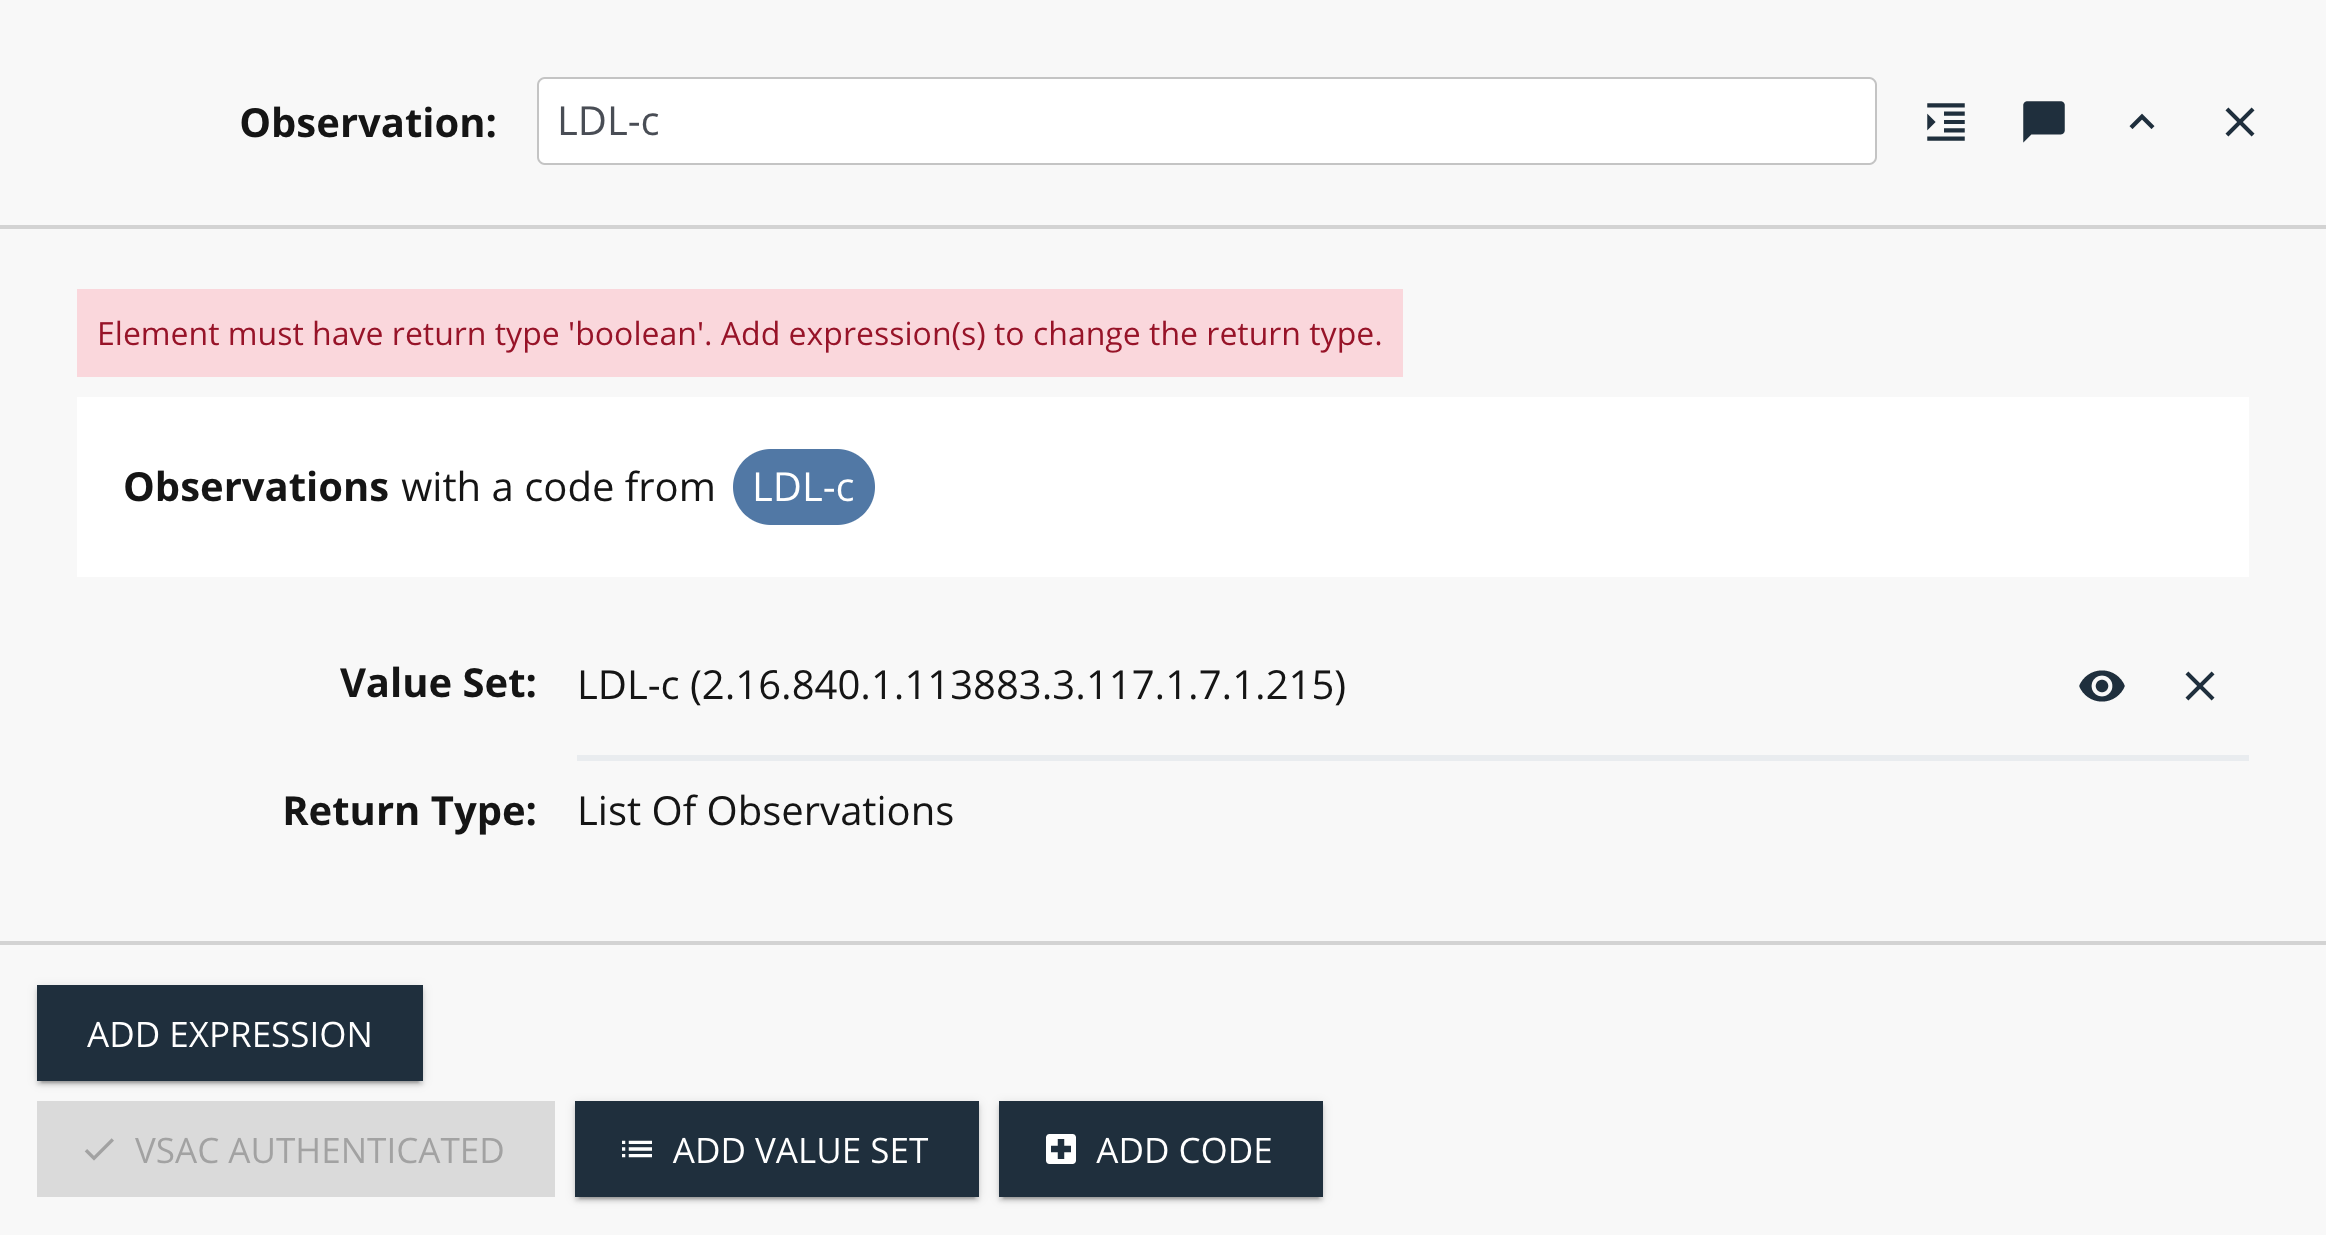 Observation: LDL-c
Element must have return type 'boolean'. Add expression(s) to change the return type.
Observations with a code from LDL-c
Value Set: LDL-c (2.16.840.1.113883.3.117.1.7.1.215)
Return Type: List Of Observations
ADD EXPRESSION
VSAC AUTHENTICATED ADD VALUE SET ADD CODE